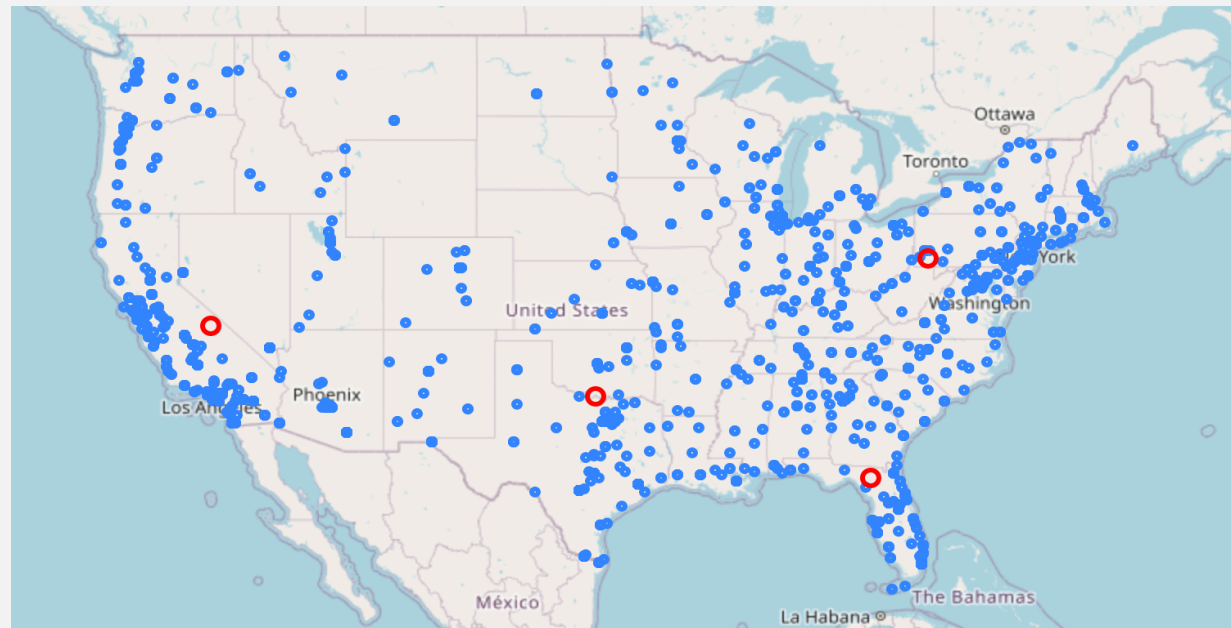 Ottawa
Toronto
York
Washington
United States
Phoenix
Los Angeles
México
The Bahamas
La Habana